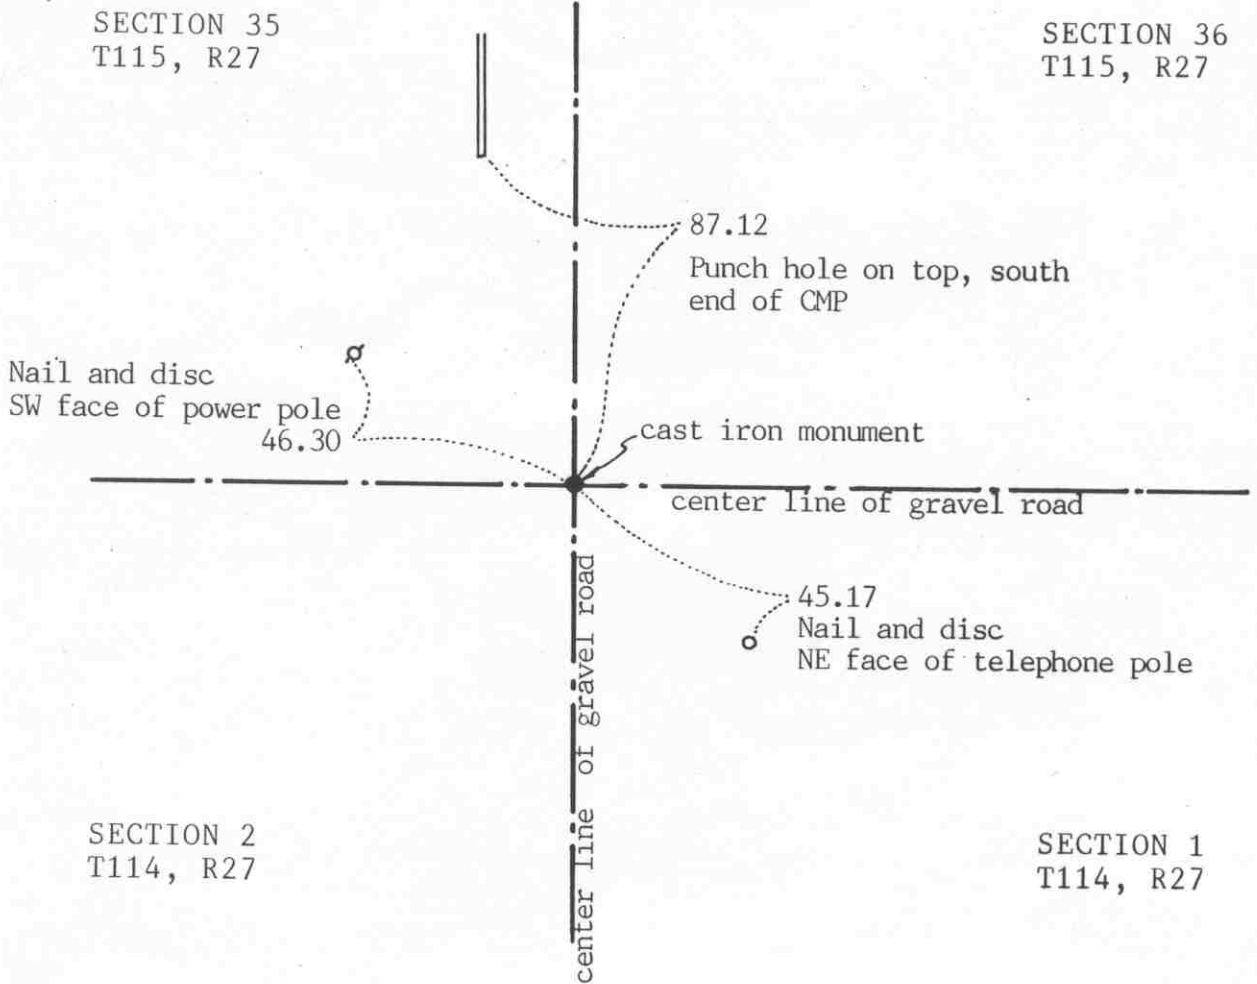 SECTION 35
T115, R27
SECTION 36
T115, R27
87.12
Punch hole on top, south
end of CMP
Nail and disc
SW face of power pole
46.30
cast iron monument
center line of gravel road
45.17
Nail and disc
NE face of telephone pole
center line of gravel road
SECTION 2
T114, R27
SECTION 1
T114, R27